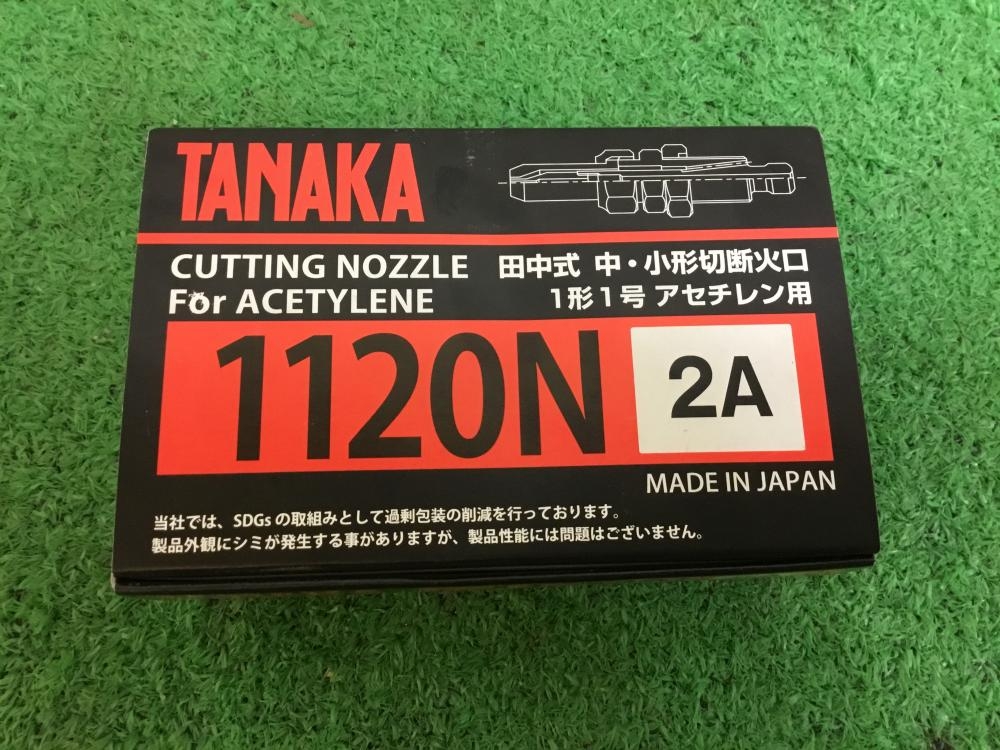 TANAKA
CUTTING NOZZLE
For ACETYLENE
田中式 中・小形切断火口
1形1号 アセチレン用
1120N
2A
MADE IN JAPAN
当社では、SDGsの取組みとして過剰包装の削減を行っております。
製品外観にシミが発生する事がありますが、製品性能には問題はございません。